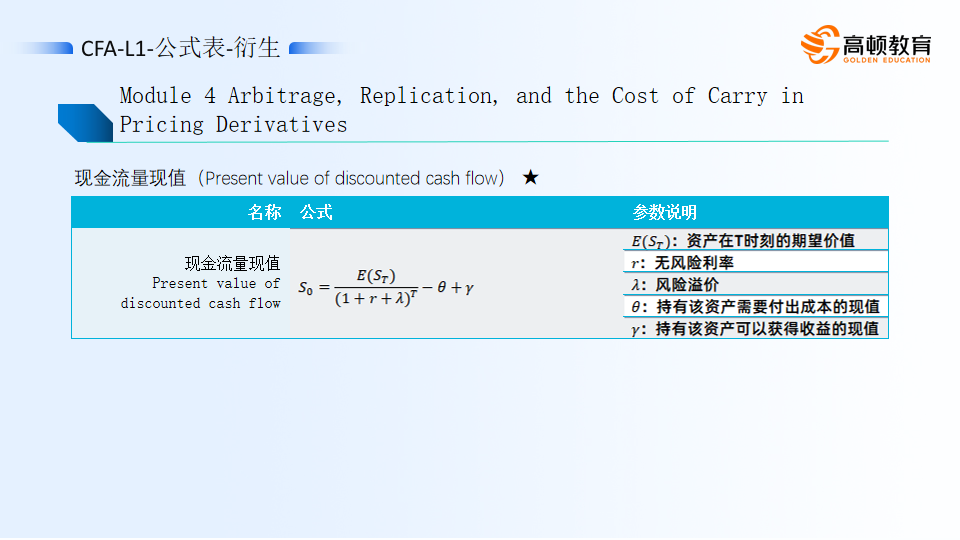 CFA-L1-公式表-衍生
高顿教育
GOLDEN EDUCATION
Module 4 Arbitrage, Replication, and the Cost of Carry in
Pricing Derivatives
现金流量现值（Present value of discounted cash flow） ★
名称 公式 参数说明
现金流量现值
Present value of
discounted cash flow
S₀ = E(S_T) / (1 + r + λ)^T − θ + γ
E(S_T)：资产在T时刻的期望价值
r：无风险利率
λ：风险溢价
θ：持有该资产需要付出成本的现值
γ：持有该资产可以获得收益的现值